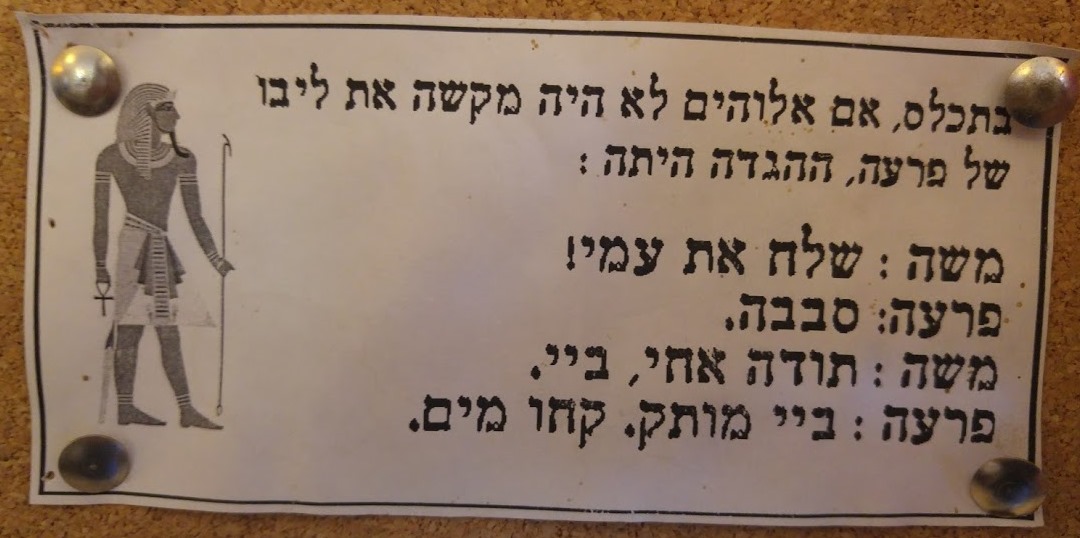 בתכלס, אם אלוהים לא היה מקשה את ליבו
של פרעה, ההגדה היתה :
משה : שלח את עמי!
פרעה: סבבה.
משה : תודה אחי, ביי.
פרעה : ביי מותק. קחו מים.